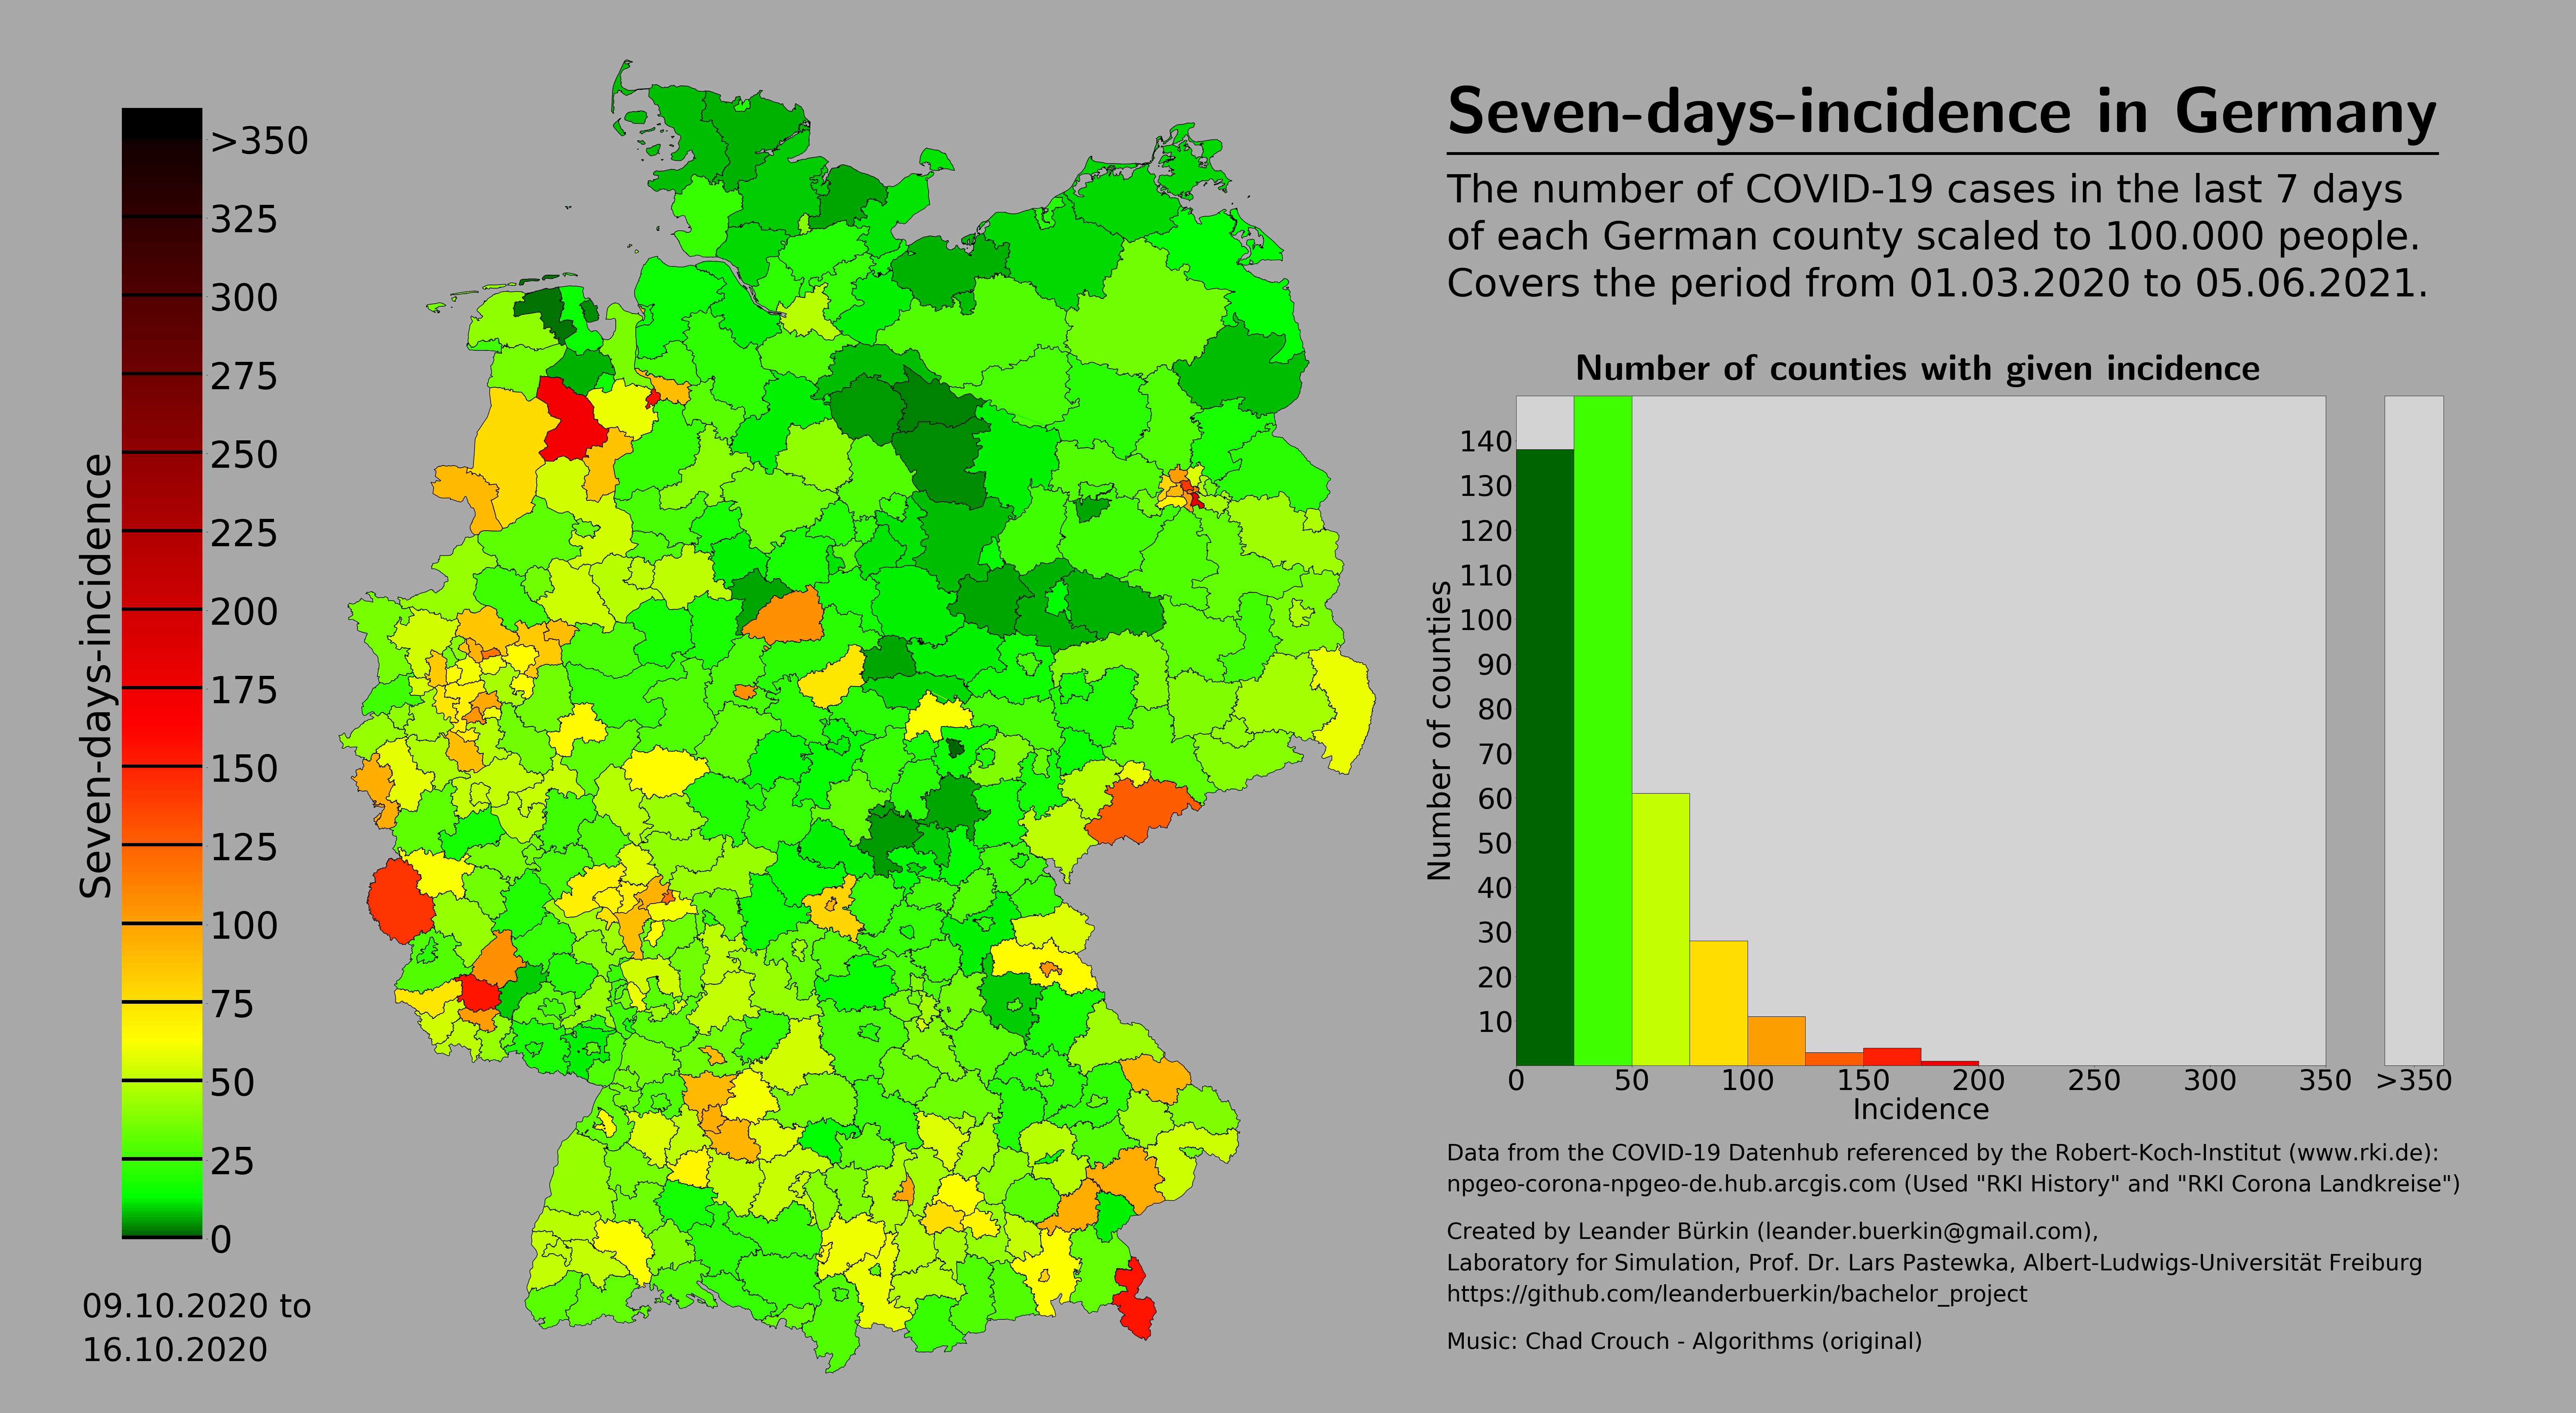 Seven-days-incidence in Germany
The number of COVID-19 cases in the last 7 days
of each German county scaled to 100.000 people.
Covers the period from 01.03.2020 to 05.06.2021.
Seven-days-incidence
>350
325
300
275
250
225
200
175
150
125
100
75
50
25
0
09.10.2020 to
16.10.2020
Number of counties with given incidence
Number of counties
140
130
120
110
100
90
80
70
60
50
40
30
20
10
0 50 100 150 200 250 300 350 >350
Incidence
Data from the COVID-19 Datenhub referenced by the Robert-Koch-Institut (www.rki.de):
npgeo-corona-npgeo-de.hub.arcgis.com (Used "RKI History" and "RKI Corona Landkreise")
Created by Leander Bürkin (leander.buerkin@gmail.com),
Laboratory for Simulation, Prof. Dr. Lars Pastewka, Albert-Ludwigs-Universität Freiburg
https://github.com/leanderbuerkin/bachelor_project
Music: Chad Crouch - Algorithms (original)